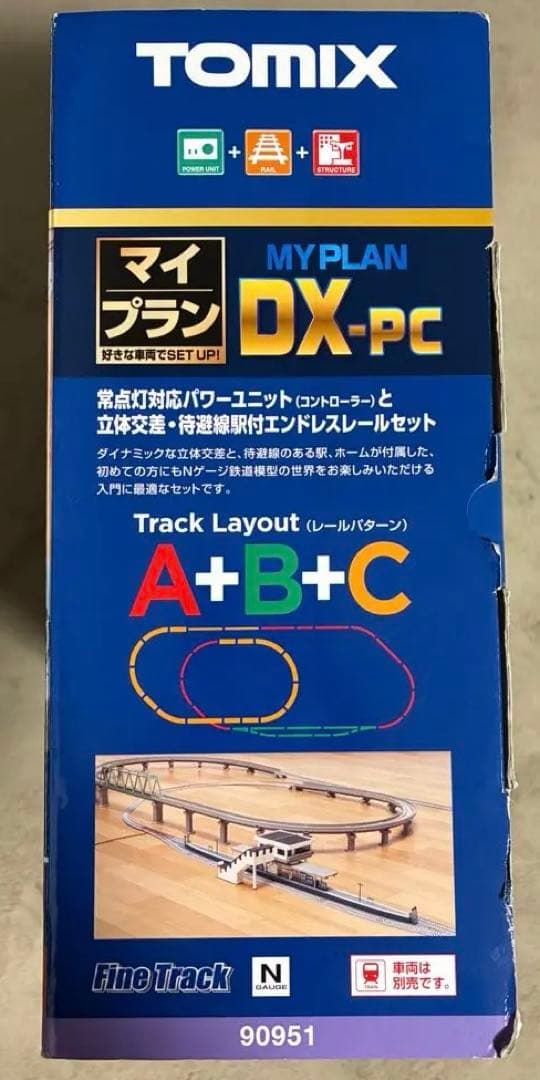 TOMIX
POWER UNIT + RAIL + STRUCTURE
マイ
プラン
好きな車両でSET UP!
MY PLAN
DX-PC
常点灯対応パワーユニット(コントローラー)と
立体交差・待避線駅付エンドレスレールセット
ダイナミックな立体交差と、待避線のある駅、ホームが付属した、
初めての方にもNゲージ鉄道模型の世界をお楽しみいただける
入門に最適なセットです。
Track Layout (レールパターン)
A+B+C
Fine Track
N
GAUGE
TRAIN
車両は
別売です。
90951